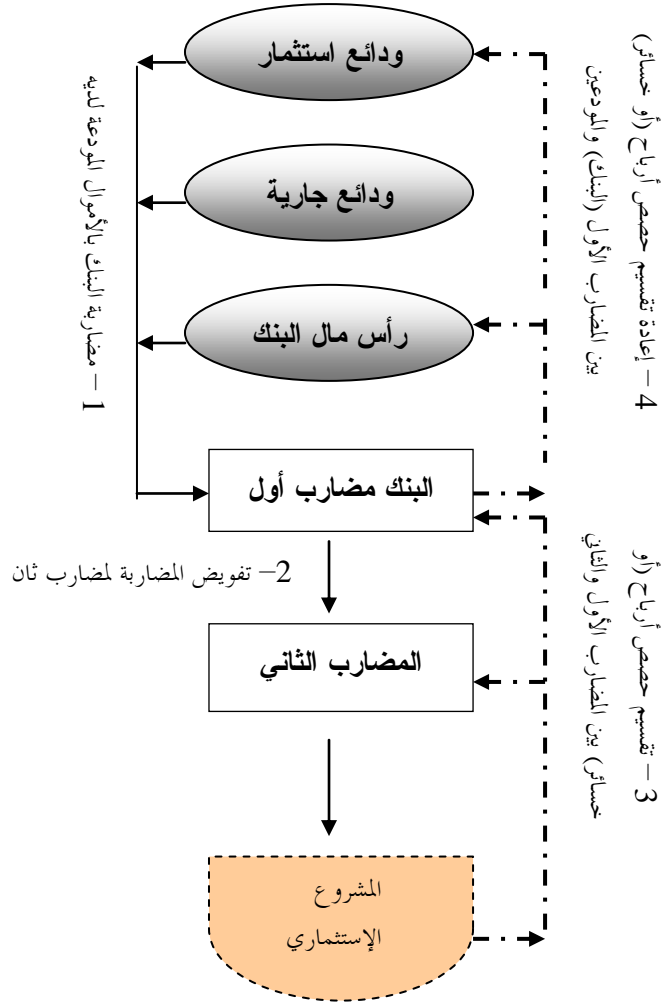 ودائع استثمار
ودائع جارية
رأس مال البنك
1 – مضاربة البنك بالأموال المودعة لديه
البنك مضارب أول
2– تفويض المضاربة لمضارب ثان
المضارب الثاني
المشروع
الإستثماري
3 – تقسيم حصص أرباح (أو
خسائر) بين المضارب الأول والثاني
4 – إعادة تقسيم حصص أرباح (أو خسائر)
بين المضارب الأول (البنك) والمودعين